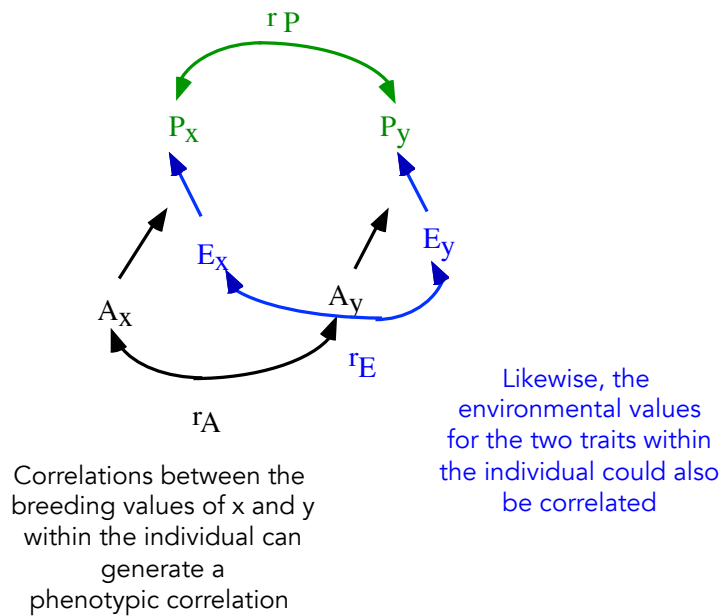 r P
Px
Py
Ex
Ey
Ax
Ay
rE
rA
Likewise, the
environmental values
for the two traits within
the individual could also
be correlated
Correlations between the
breeding values of x and y
within the individual can
generate a
phenotypic correlation